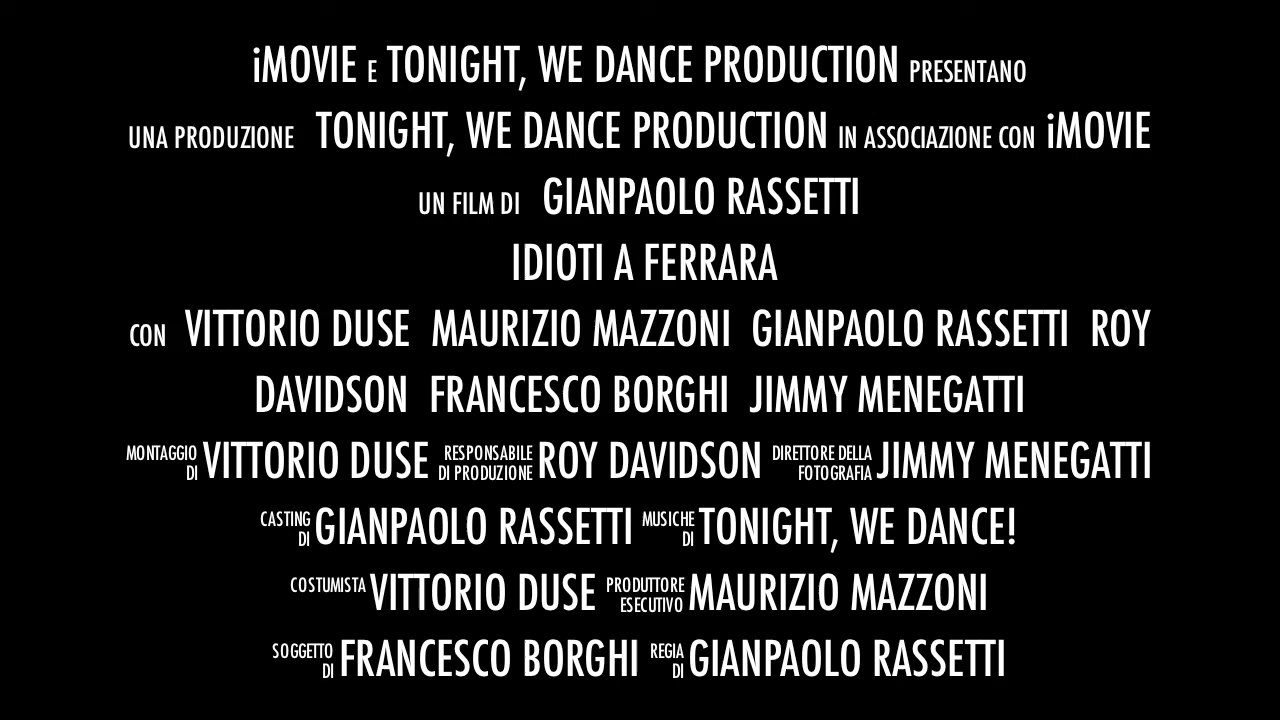 iMOVIE E TONIGHT, WE DANCE PRODUCTION PRESENTANO
UNA PRODUZIONE TONIGHT, WE DANCE PRODUCTION IN ASSOCIAZIONE CON iMOVIE
UN FILM DI GIANPAOLO RASSETTI
IDIOTI A FERRARA
CON VITTORIO DUSE MAURIZIO MAZZONI GIANPAOLO RASSETTI ROY
DAVIDSON FRANCESCO BORGHI JIMMY MENEGATTI
MONTAGGIO DI VITTORIO DUSE RESPONSABILE DI PRODUZIONE ROY DAVIDSON DIRETTORE DELLA FOTOGRAFIA JIMMY MENEGATTI
CASTING DI GIANPAOLO RASSETTI MUSICHE DI TONIGHT, WE DANCE!
COSTUMISTA VITTORIO DUSE PRODUTTORE ESECUTIVO MAURIZIO MAZZONI
SOGGETTO DI FRANCESCO BORGHI REGIA DI GIANPAOLO RASSETTI